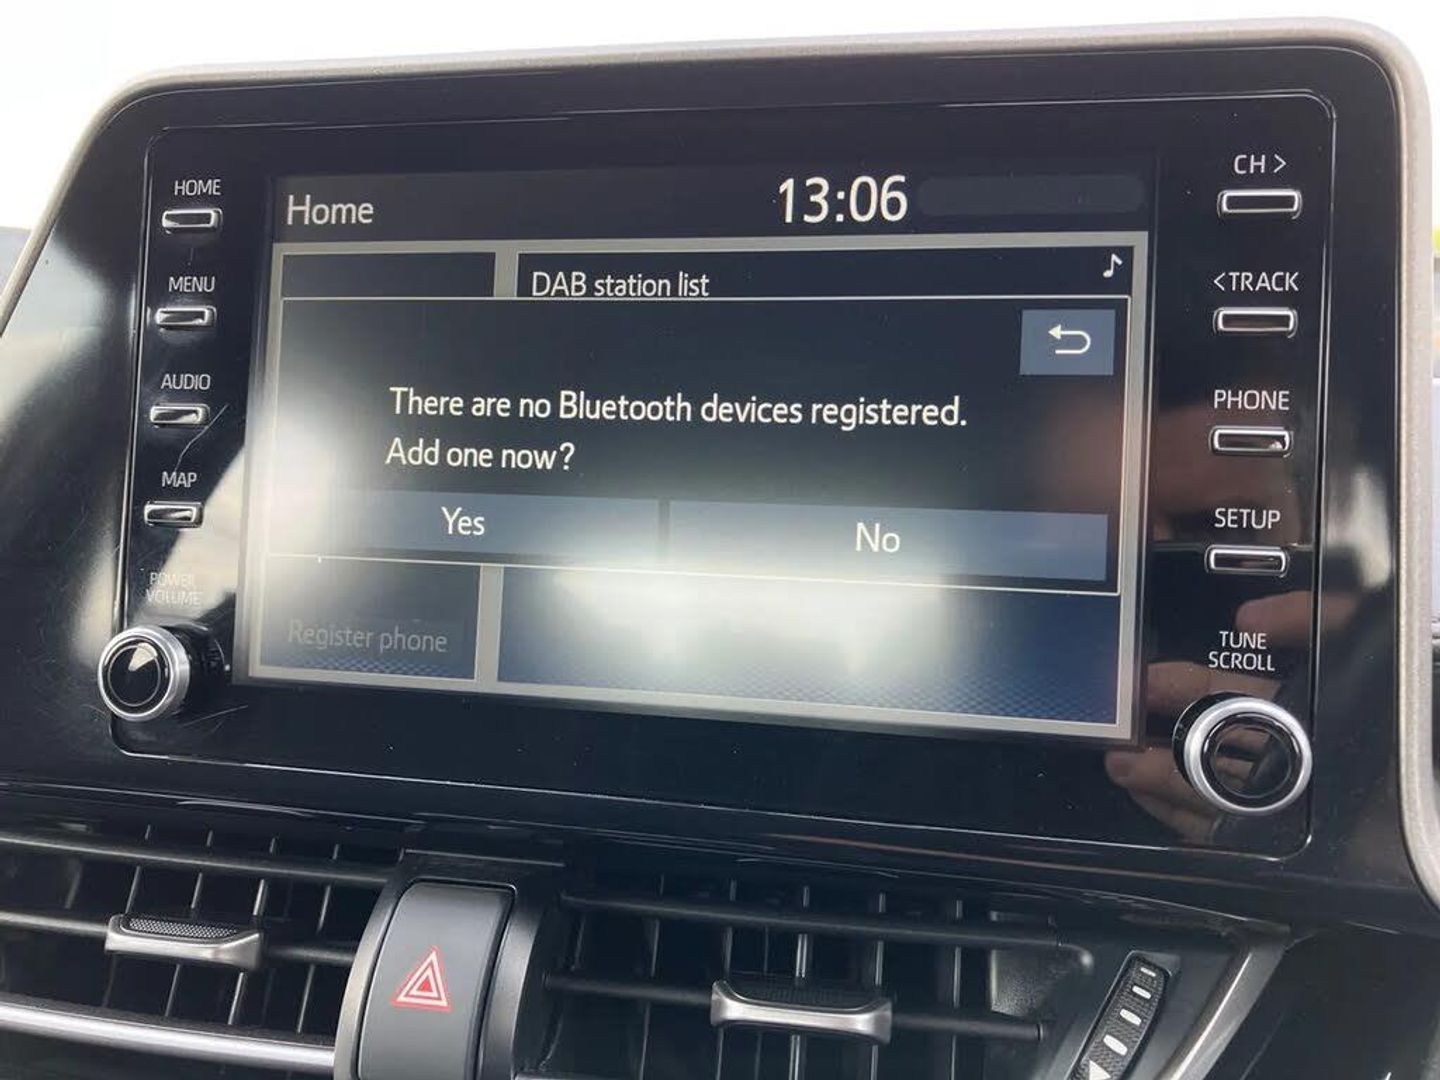 HOME
MENU
AUDIO
MAP
POWER
VOLUME
Home
13:06
DAB station list
There are no Bluetooth devices registered.
Add one now?
Yes
No
Register phone
CH >
< TRACK
PHONE
SETUP
TUNE
SCROLL